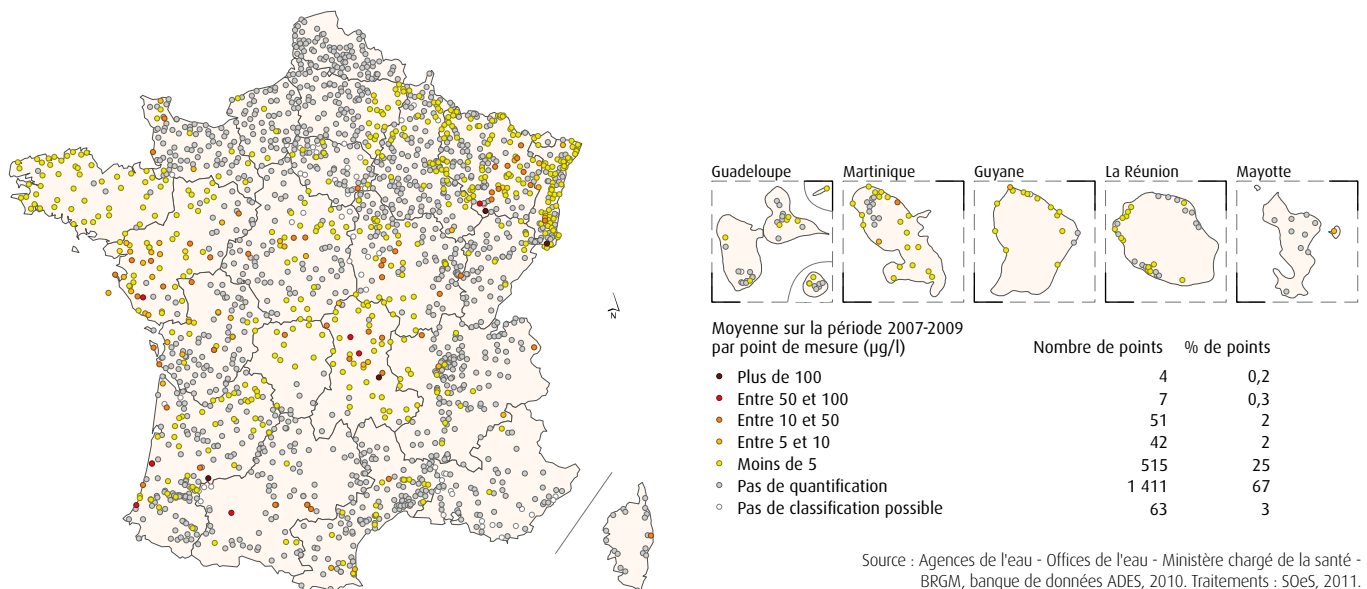 Guadeloupe Martinique Guyane La Réunion Mayotte
N
Moyenne sur la période 2007-2009
par point de mesure (µg/l) Nombre de points % de points
Plus de 100 4 0,2
Entre 50 et 100 7 0,3
Entre 10 et 50 51 2
Entre 5 et 10 42 2
Moins de 5 515 25
Pas de quantification 1 411 67
Pas de classification possible 63 3
Source : Agences de l'eau - Offices de l'eau - Ministère chargé de la santé -
BRGM, banque de données ADES, 2010. Traitements : SOeS, 2011.